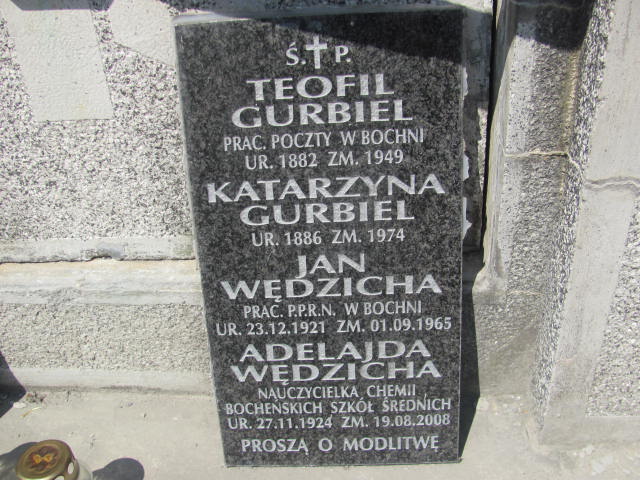 Ś. P.
TEOFIL
GURBIEL
PRAC. POCZTY W BOCHNI
UR. 1882 ZM. 1949
KATARZYNA
GURBIEL
UR. 1886 ZM. 1974
JAN
WĘDZICHA
PRAC. P.P.R.N. W BOCHNI
UR. 23.12.1921 ZM. 01.09.1965
ADELAJDA
WĘDZICHA
NAUCZYCIELKA CHEMII
BOCHEŃSKICH SZKÓŁ ŚREDNICH
UR. 27.11.1924 ZM. 19.08.2008
PROSZĄ O MODLITWĘ